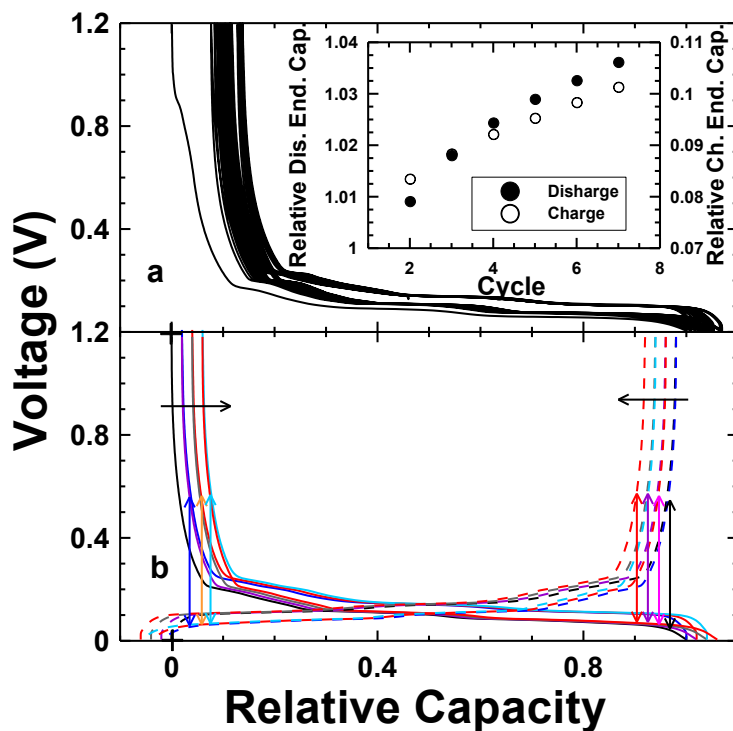 1.2
0.8
0.4
0
a
1.04
1.03
1.02
1.01
1
0.11
0.1
0.09
0.08
0.07
Relative Dis. End. Cap.
Relative Ch. End. Cap.
Disharge
Charge
0 2 4 6 8
Cycle
1.2
0.8
0.4
0
b
Voltage (V)
0 0.4 0.8
Relative Capacity